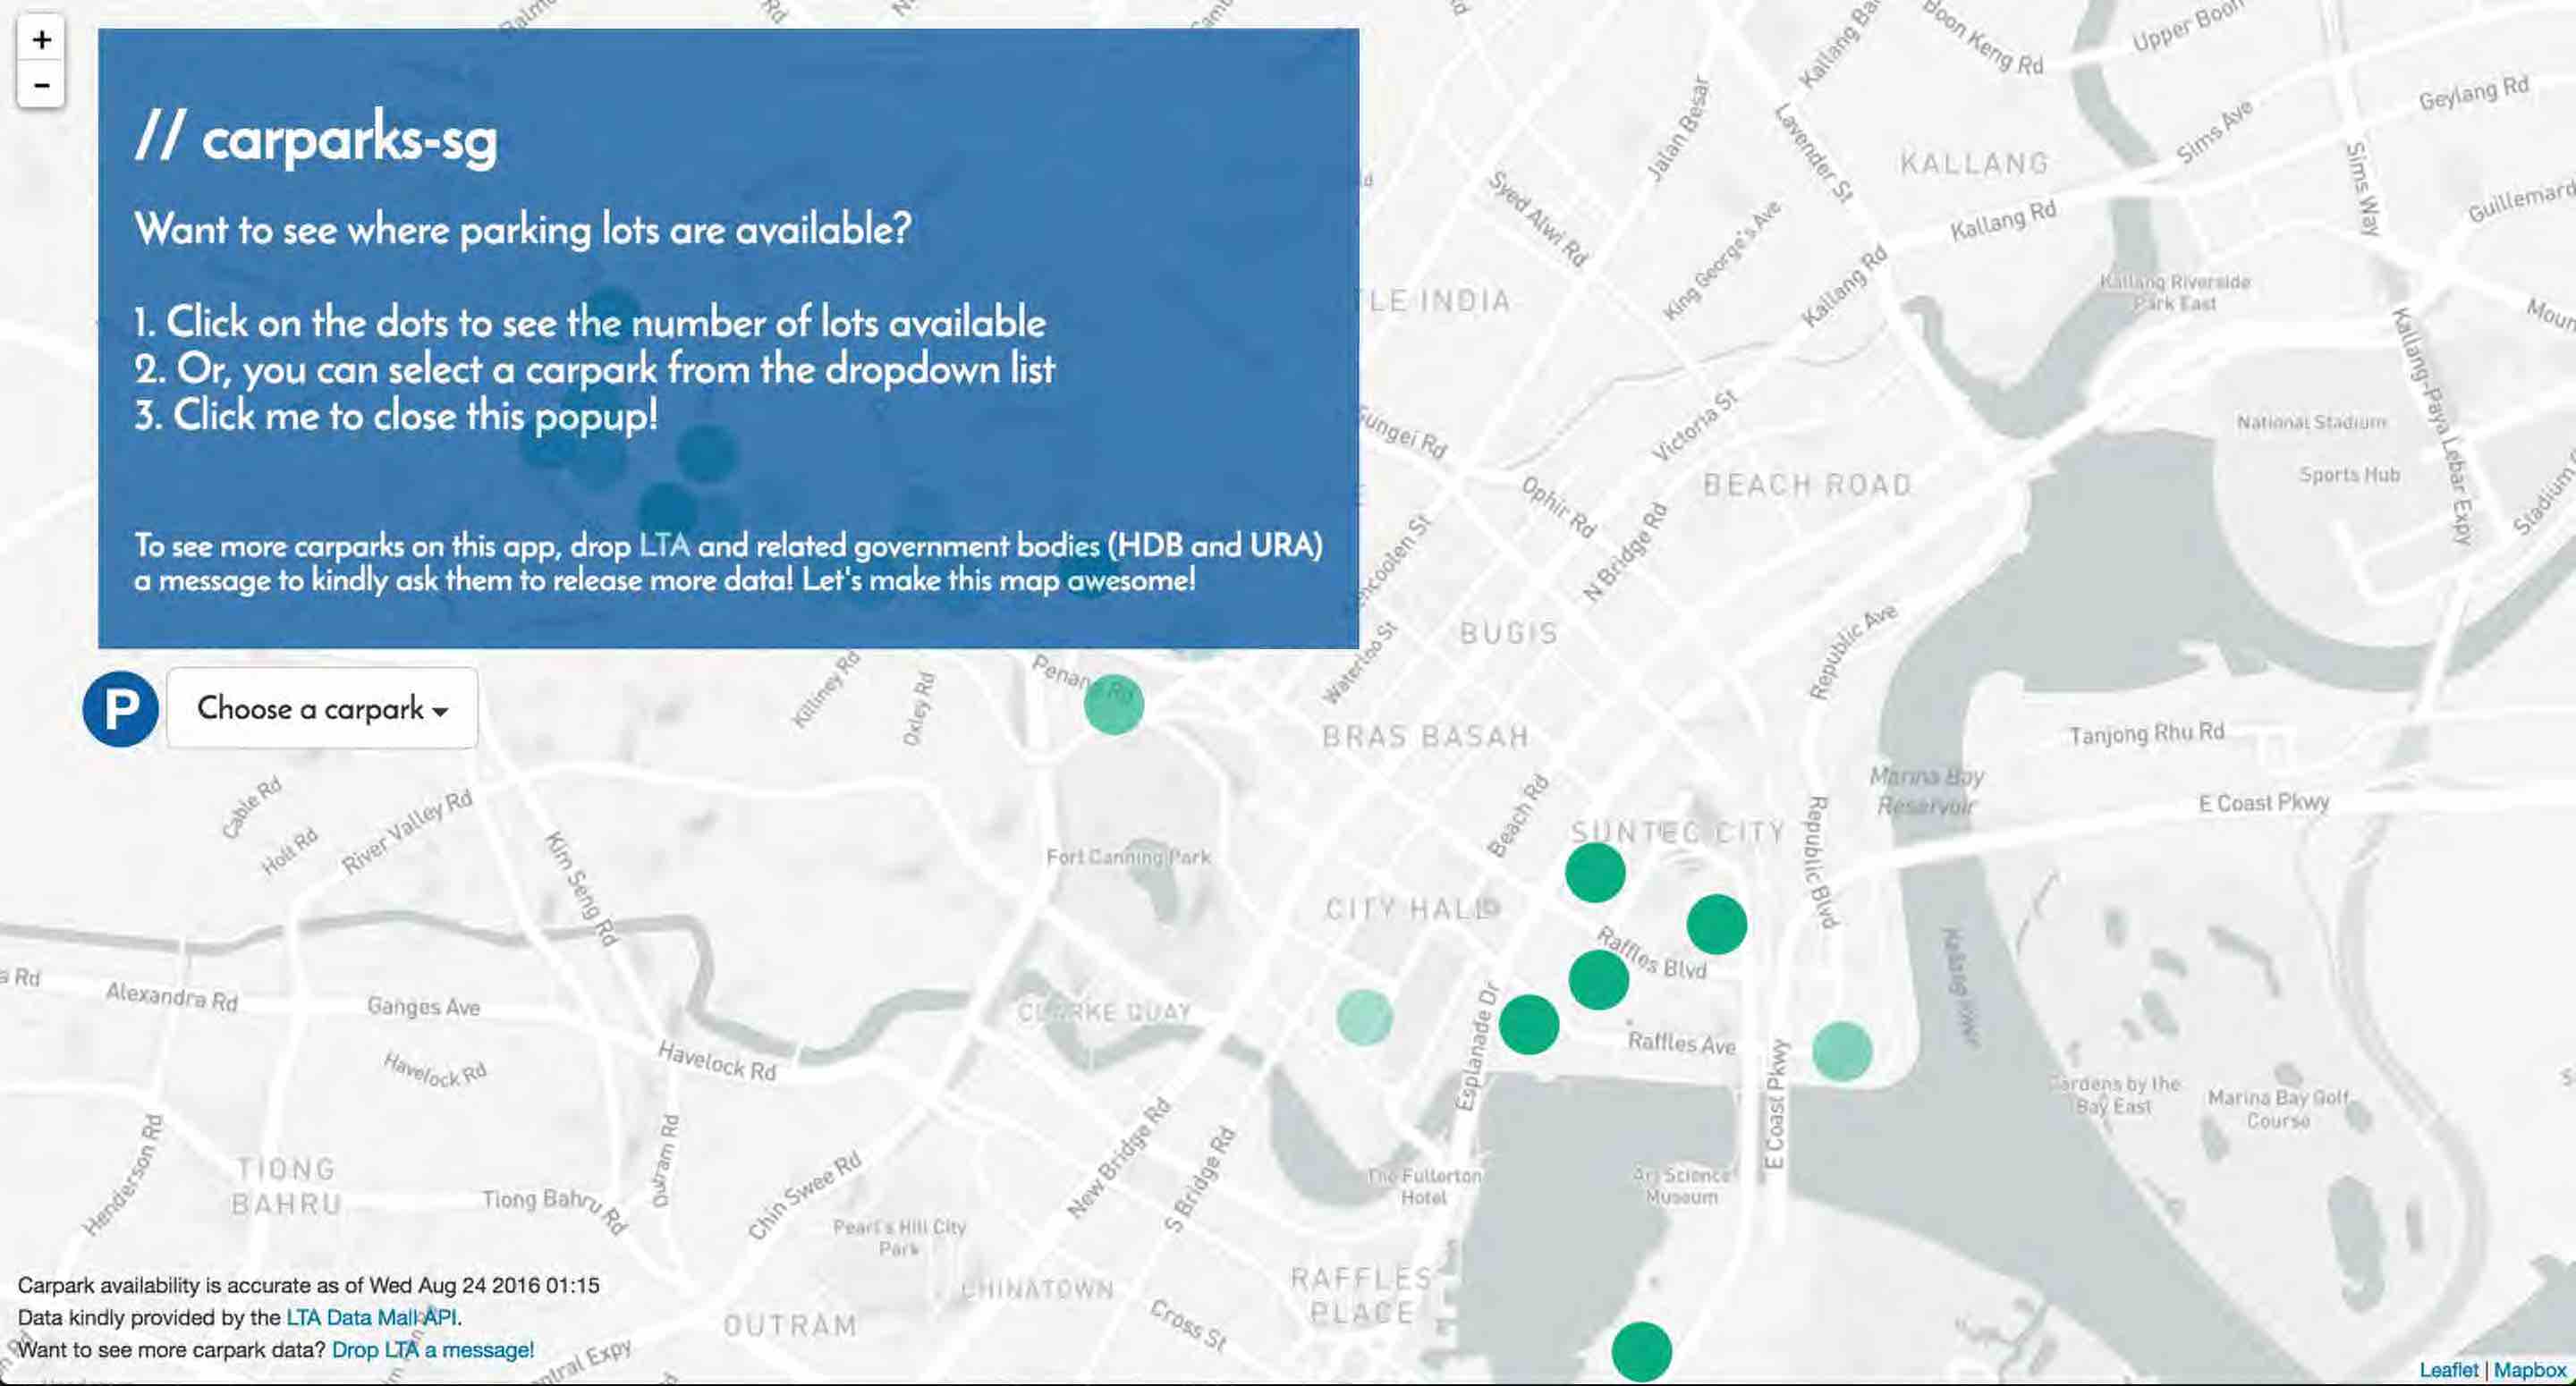 +
−
// carparks-sg
Want to see where parking lots are available?
1. Click on the dots to see the number of lots available
2. Or, you can select a carpark from the dropdown list
3. Click me to close this popup!
To see more carparks on this app, drop LTA and related government bodies (HDB and URA)
a message to kindly ask them to release more data! Let's make this map awesome!
P
Choose a carpark
Boon Keng Rd
Upper Boon
Geylang Rd
Sims Ave
Sims Way
Guillemard
Jalan Besar
Lavender St
KALLANG
Kallang Rd
Syed Alwi Rd
King George's Ave
Kallang Rd
Kallang Riverside
Park East
Kallang-Paya Lebar Expy
TLE INDIA
National Stadium
Sports Hub
Stadium
Sungei Rd
Victoria St
BEACH ROAD
Ophir Rd
N Bridge Rd
encoolen St
BUGIS
Waterloo St
Republic Ave
Killiney Rd
Oxley Rd
Penang Rd
BRAS BASAH
Tanjong Rhu Rd
Marina Bay
Reservoir
E Coast Pkwy
Cable Rd
Holt Rd
River Valley Rd
Kim Seng Rd
Fort Canning Park
Beach Rd
SUNTEC CITY
Republic Blvd
CITY HALL
Raffles Blvd
a Rd
Alexandra Rd
Ganges Ave
Havelock Rd
Havelock Rd
CLARKE QUAY
Esplanade Dr
Raffles Ave
E Coast Pkwy
Gardens by the
Bay East
Marina Bay Golf
Course
Henderson Rd
TIONG
BAHRU
Tiong Bahru Rd
Outram Rd
Chin Swee Rd
New Bridge Rd
S Bridge Rd
The Fullerton
Hotel
Art Science
Museum
Pearl's Hill City
Park
CHINATOWN
Cross St
RAFFLES
PLACE
OUTRAM
ntral Expy
Carpark availability is accurate as of Wed Aug 24 2016 01:15
Data kindly provided by the LTA Data Mall API.
Want to see more carpark data? Drop LTA a message!
Leaflet | Mapbox